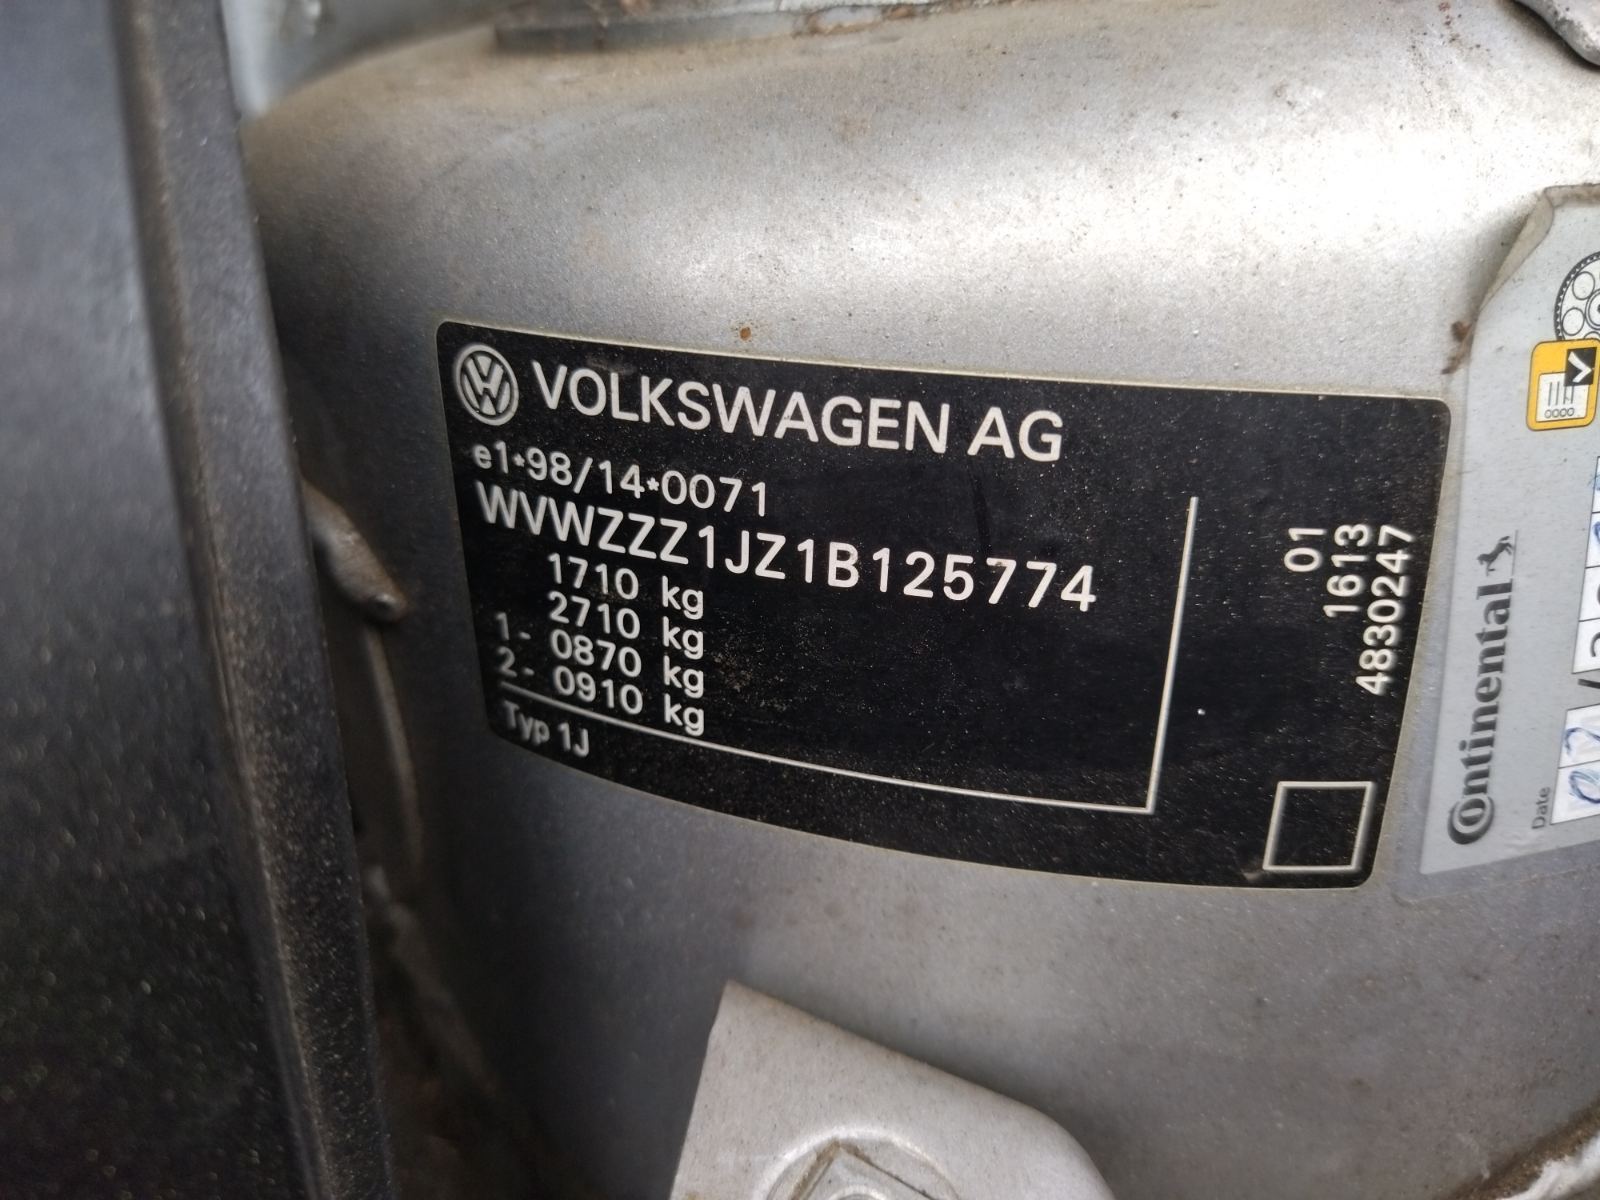 VOLKSWAGEN AG
e1*98/14*0071
WVWZZZ1JZ1B125774
1710 kg
2710 kg
1- 0870 kg
2- 0910 kg
Typ 1J
01
1613
4830247
Continental
Date